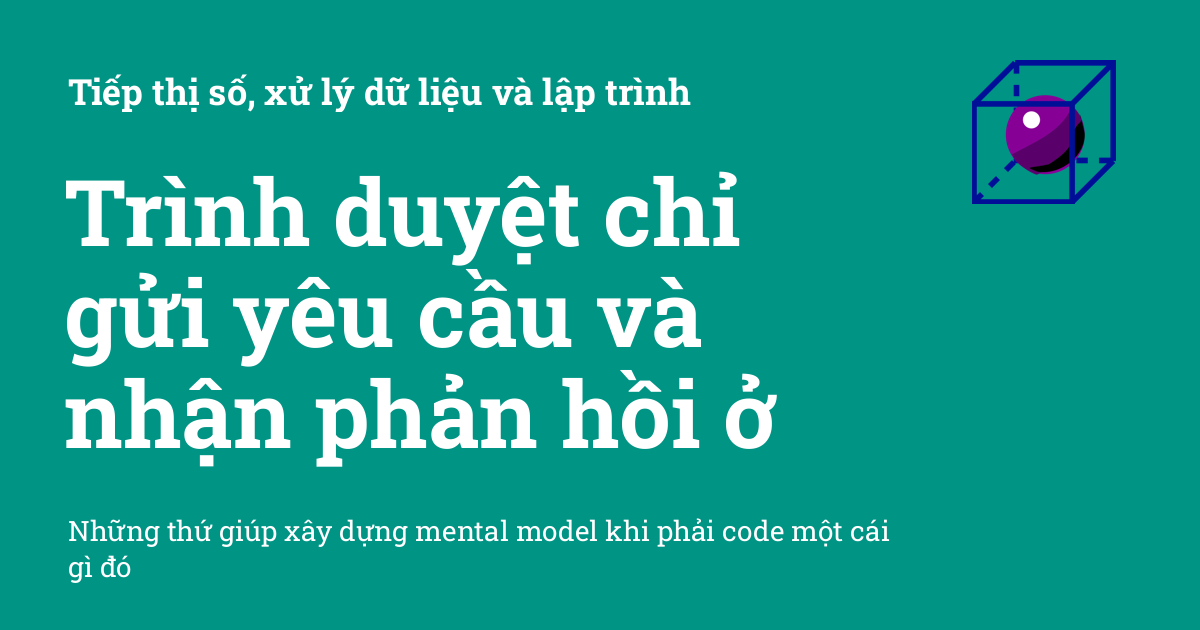 Tiếp thị số, xử lý dữ liệu và lập trình
Trình duyệt chỉ
gửi yêu cầu và
nhận phản hồi ở
Những thứ giúp xây dựng mental model khi phải code một cái
gì đó